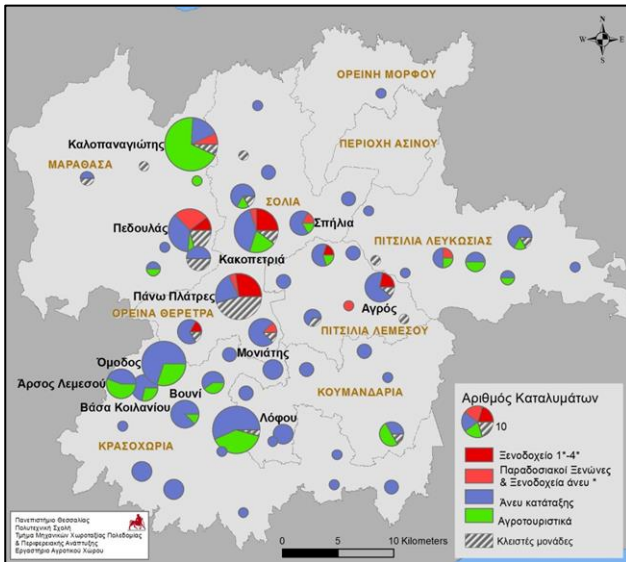 N
W E
S
ΟΡΕΙΝΗ ΜΟΡΦΟΥ
ΠΕΡΙΟΧΗ ΑΣΙΝΟΥ
Καλοπαναγιώτης
ΜΑΡΑΘΑΣΑ
ΣΟΛΙΑ
Πεδουλάς
Σπήλια
ΠΙΤΣΙΛΙΑ ΛΕΥΚΩΣΙΑΣ
Κακοπετριά
Πάνω Πλάτρες
Αγρός
ΟΡΕΙΝΑ ΘΕΡΕΤΡΑ
ΠΙΤΣΙΛΙΑ ΛΕΜΕΣΟΥ
Όμοδος
Μονιάτης
Άρσος Λεμεσού
Βουνί
Βάσα Κοιλανίου
ΚΟΥΜΑΝΔΑΡΙΑ
Λόφου
ΚΡΑΣΟΧΩΡΙΑ
Αριθμός Καταλυμάτων
10
Ξενοδοχείο 1*-4*
Παραδοσιακοί Ξενώνες
& Ξενοδοχεία άνευ *
Άνευ κατάταξης
Αγροτουριστικά
Κλειστές μονάδες
Πανεπιστήμιο Θεσσαλίας
Πολυτεχνική Σχολή
Τμήμα Μηχανικών Χωροταξίας Πολεοδομίας
& Περιφερειακής Ανάπτυξης
Εργαστήριο Αγροτικού Χώρου
0 5 10 Kilometers